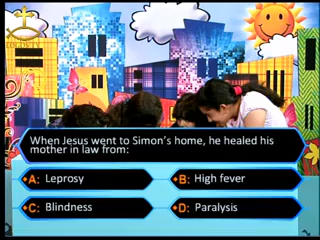 When Jesus went to Simon's home, he healed his
mother in law from:
A: Leprosy
B: High fever
C: Blindness
D: Paralysis